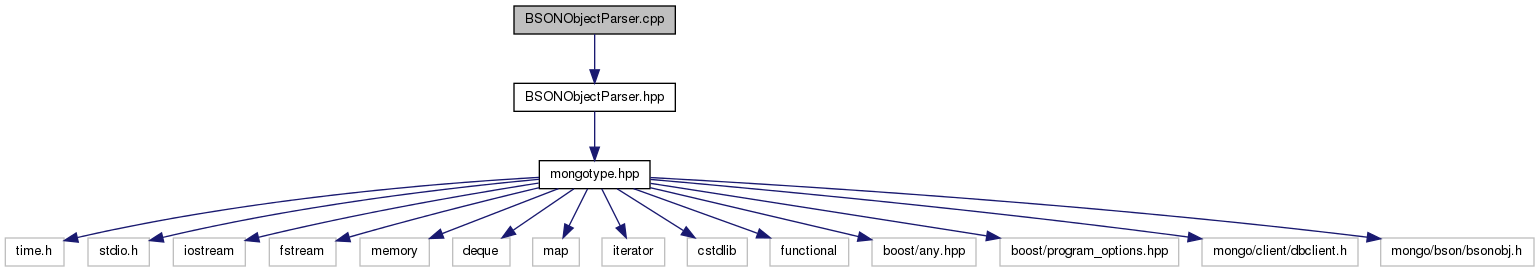 BSONObjectParser.cpp
BSONObjectParser.hpp
mongotype.hpp
time.h
stdio.h
iostream
fstream
memory
deque
map
iterator
cstdlib
functional
boost/any.hpp
boost/program_options.hpp
mongo/client/dbclient.h
mongo/bson/bsonobj.h